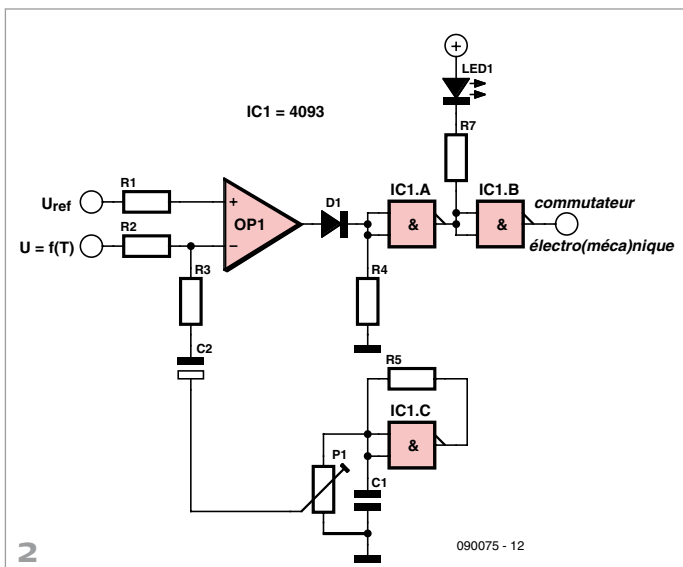 +
LED1
IC1 = 4093
R7
R1
IC1.A
IC1.B
Uref
+
D1
commutateur
OP1
&
&
R2
U = f(T)
–
électro(méca)nique
R3
R4
C2
R5
IC1.C
P1
&
C1
2
090075 - 12